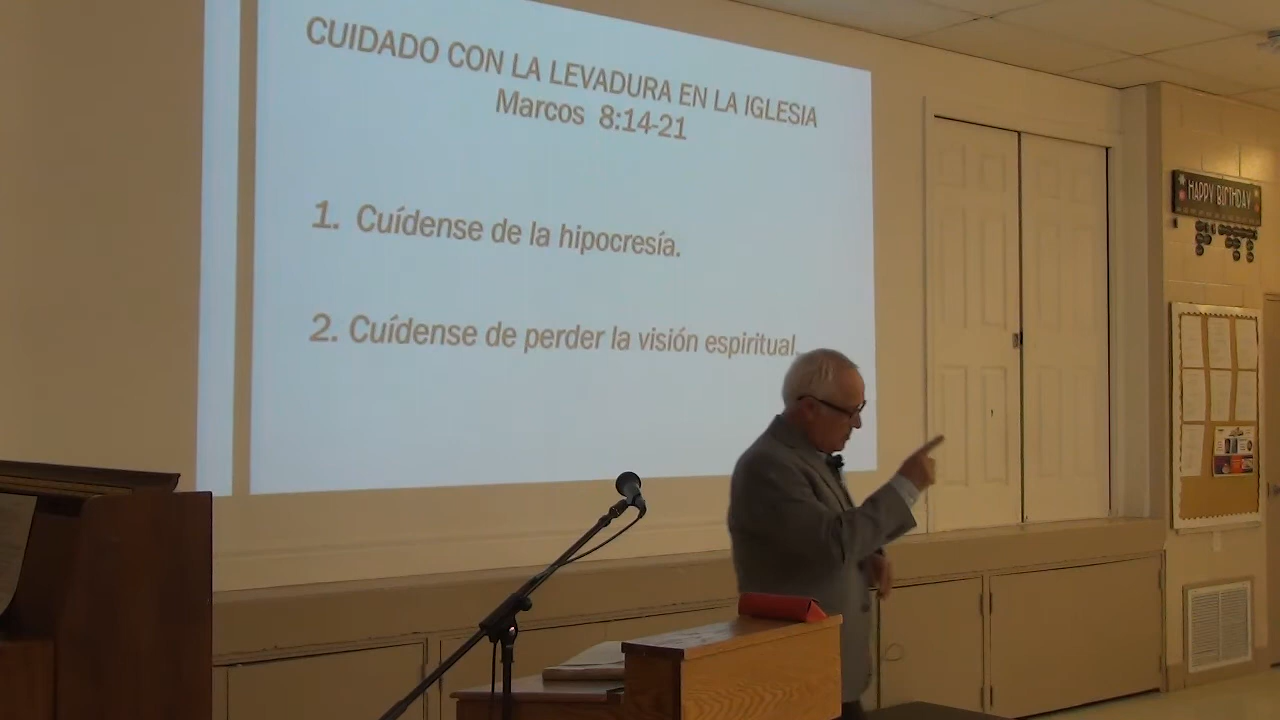 CUIDADO CON LA LEVADURA EN LA IGLESIA
Marcos 8:14-21
1. Cuídense de la hipocresía.
2. Cuídense de perder la visión espiritual.
HAPPY BIRTHDAY